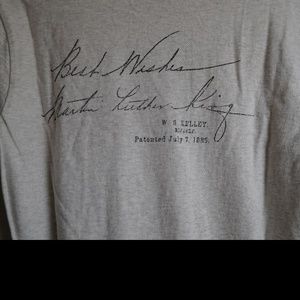 Best Wishes
Martin Luther King
W S KELLEY.
Patented July 7, 1885.